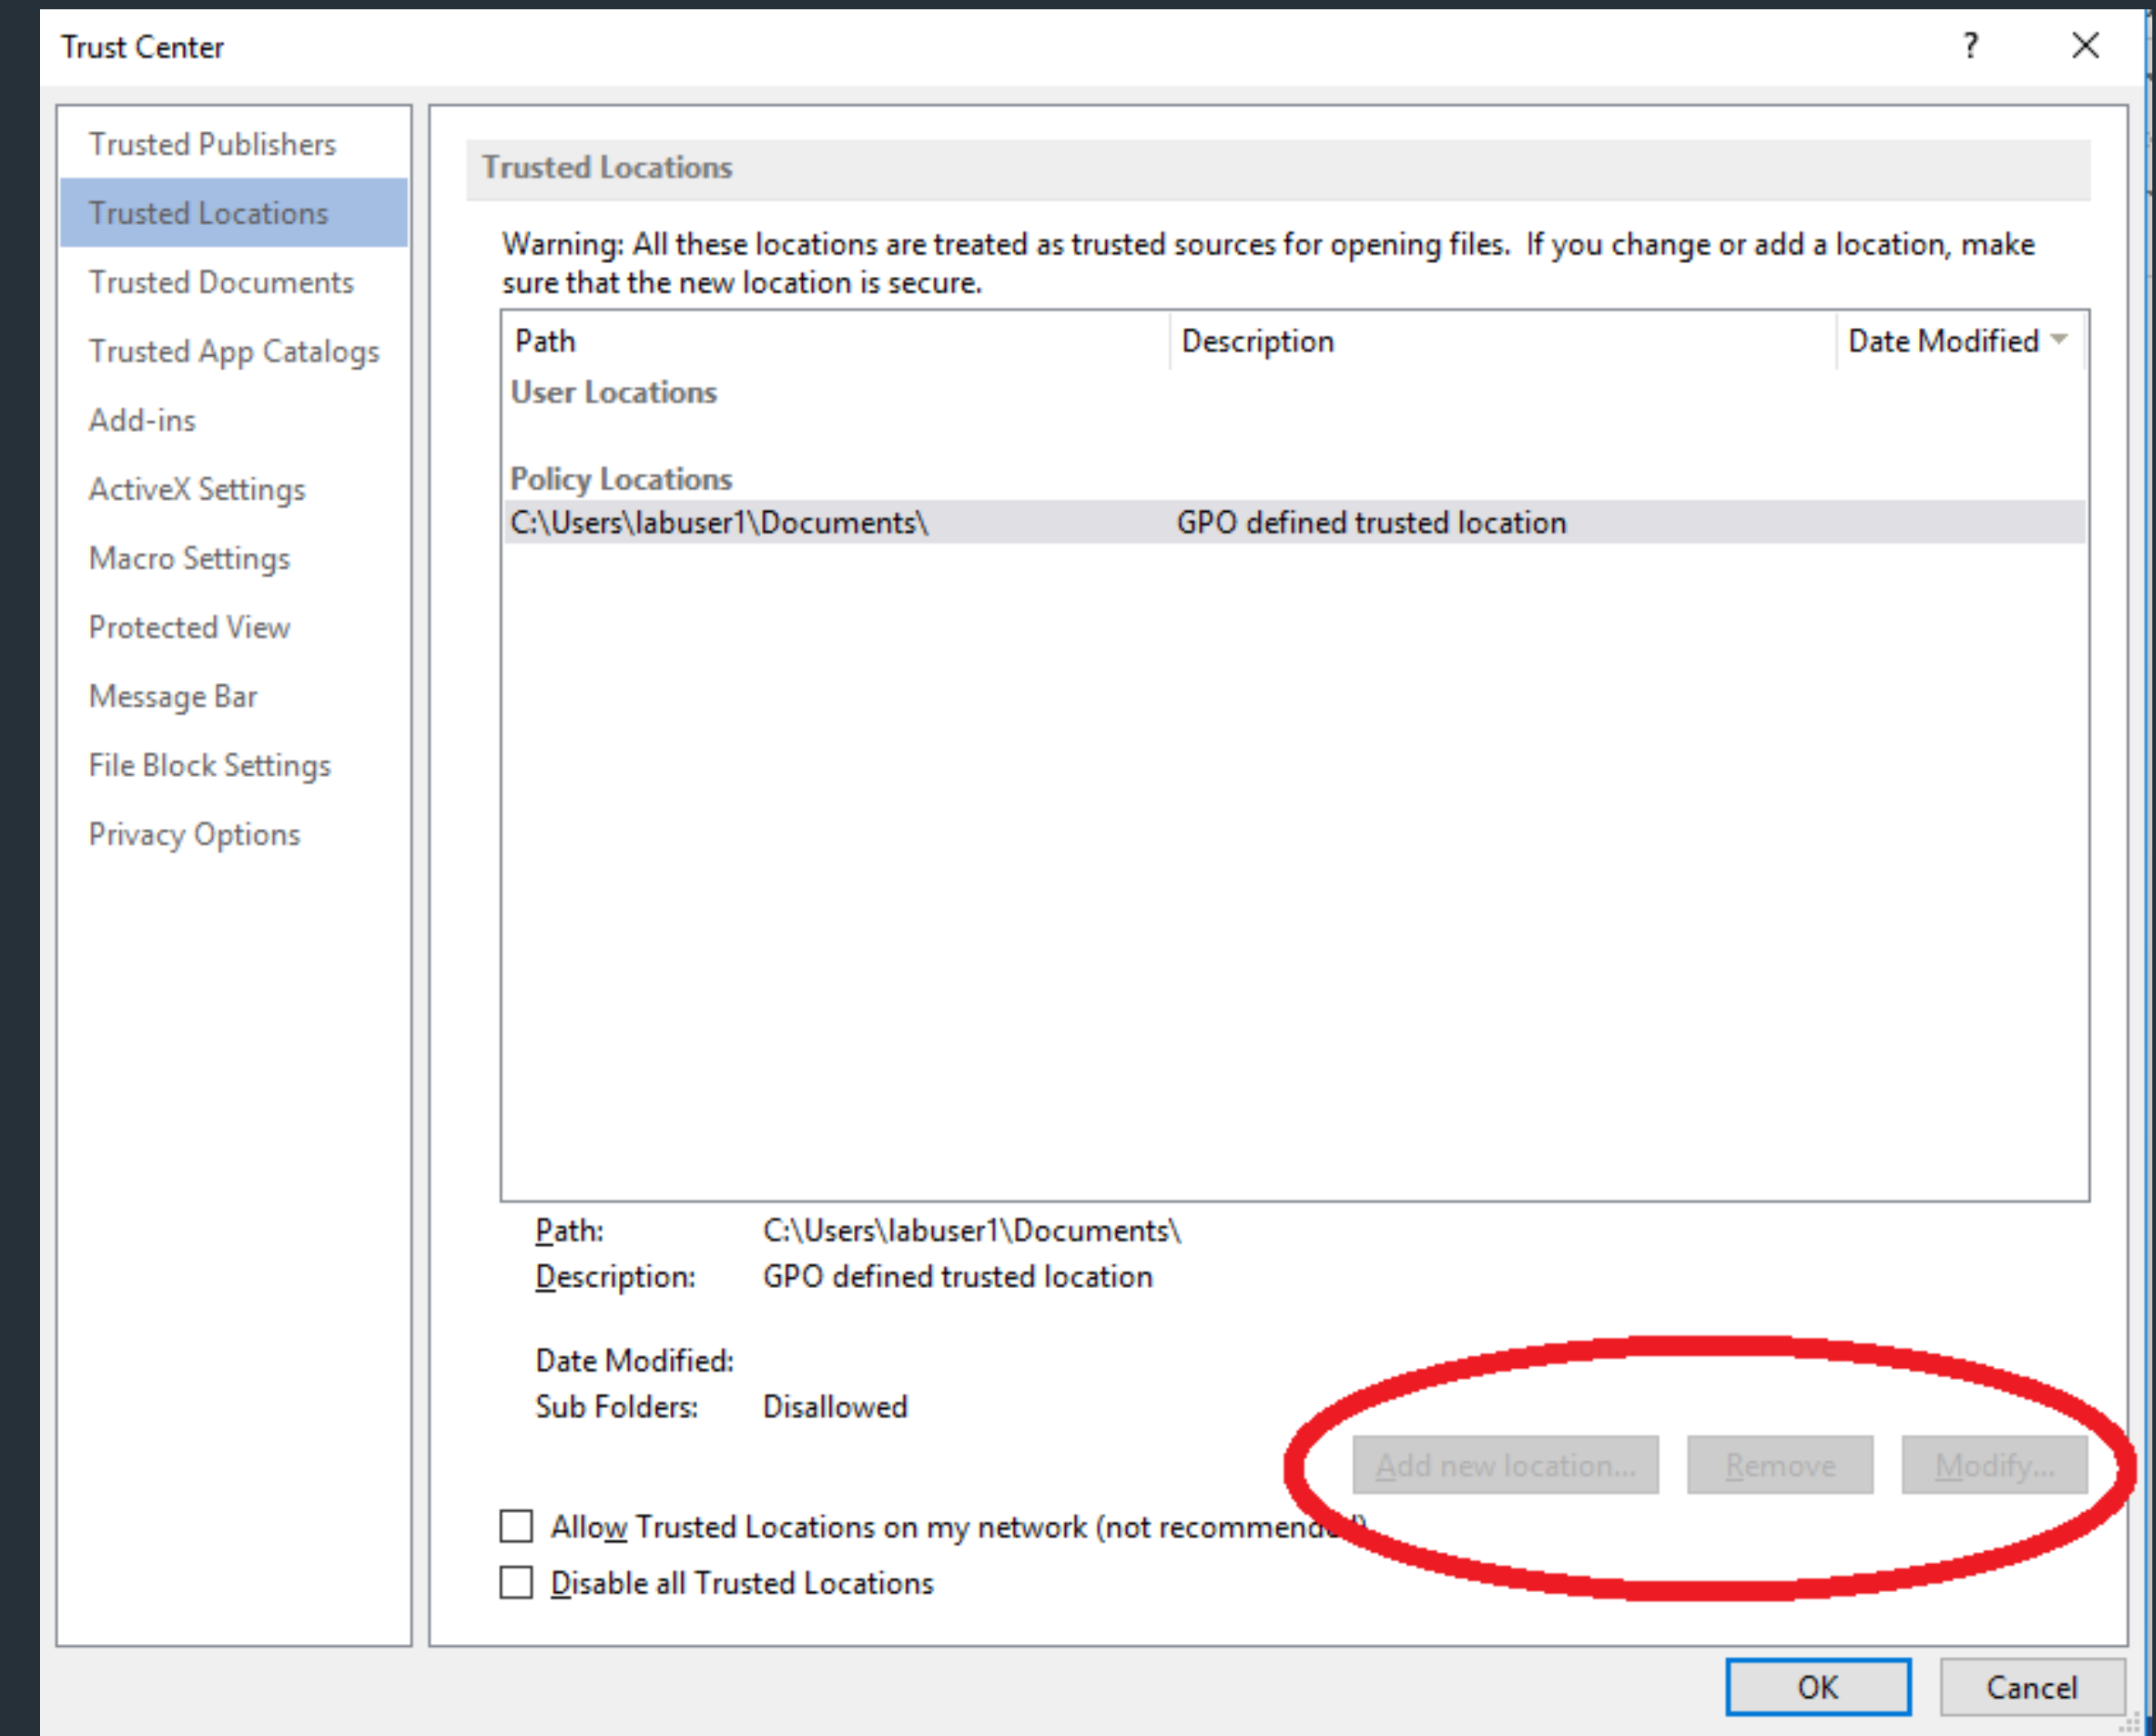 Trust Center
?
Trusted Publishers
Trusted Locations
Trusted Documents
Trusted App Catalogs
Add-ins
ActiveX Settings
Macro Settings
Protected View
Message Bar
File Block Settings
Privacy Options
Trusted Locations
Warning: All these locations are treated as trusted sources for opening files.  If you change or add a location, make
sure that the new location is secure.
Path Description Date Modified
User Locations
Policy Locations
C:\Users\labuser1\Documents\ GPO defined trusted location
Path: C:\Users\labuser1\Documents\
Description: GPO defined trusted location
Date Modified:
Sub Folders: Disallowed
Add new location... Remove Modify...
Allow Trusted Locations on my network (not recommended)
Disable all Trusted Locations
OK Cancel